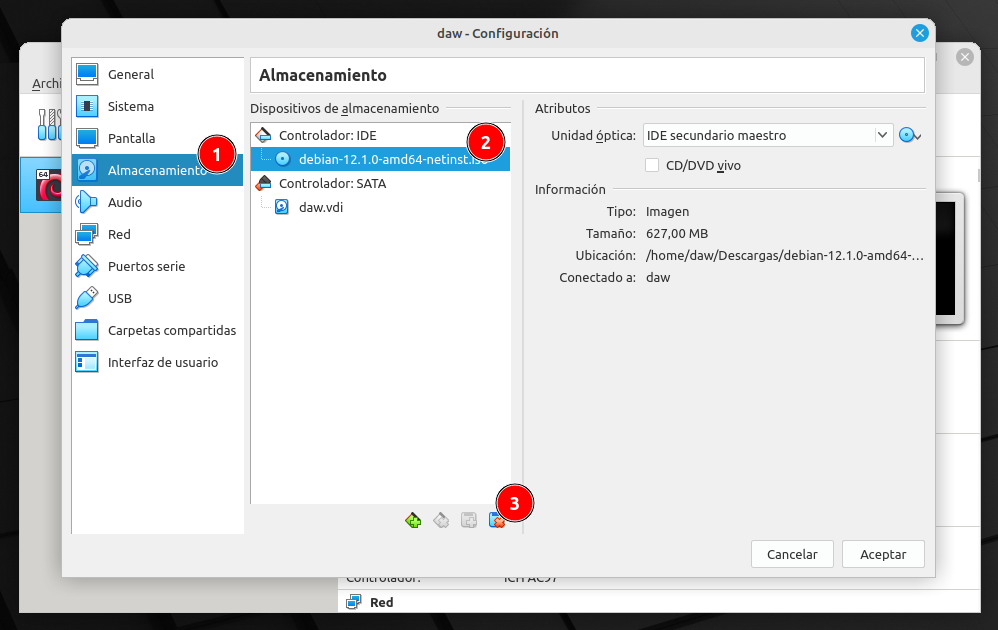 daw - Configuración
Archi
64
General
Sistema
Pantalla
Almacenamiento
Audio
Red
Puertos serie
USB
Carpetas compartidas
Interfaz de usuario
1
Almacenamiento
Dispositivos de almacenamiento
Controlador: IDE
debian-12.1.0-amd64-netinst.iso
Controlador: SATA
daw.vdi
2
3
Atributos
Unidad óptica: IDE secundario maestro
CD/DVD vivo
Información
Tipo: Imagen
Tamaño: 627,00 MB
Ubicación: /home/daw/Descargas/debian-12.1.0-amd64-...
Conectado a: daw
Cancelar Aceptar
Controlador: ICH AC97
Red